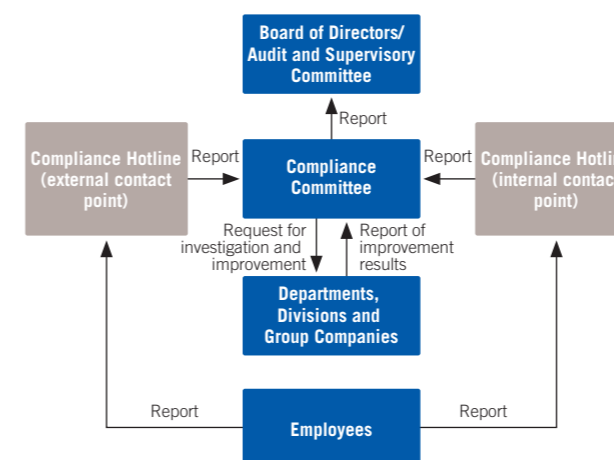 Board of Directors/
Audit and Supervisory
Committee
Report
Compliance Hotline
(external contact
point)
Report
Compliance
Committee
Report
Compliance Hotli
(internal contac
point)
Request for
investigation and
improvement
Report of
improvement
results
Departments,
Divisions and
Group Companies
Report
Employees
Report